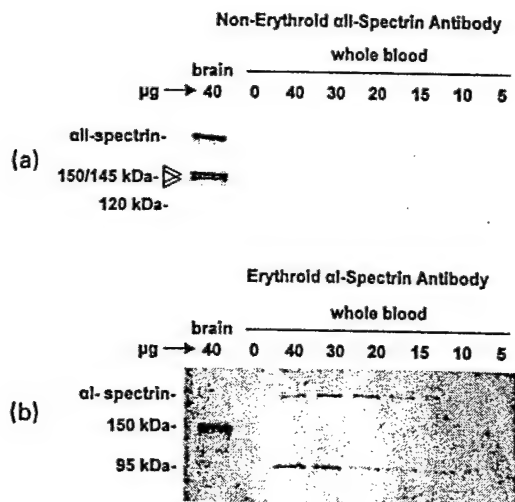 Non-Erythroid αII-Spectrin Antibody
whole blood
brain
µg → 40 0 40 30 20 15 10 5
(a)
αII-spectrin-
150/145 kDa-
120 kDa-
Erythroid αI-Spectrin Antibody
whole blood
brain
µg → 40 0 40 30 20 15 10 5
(b)
αI- spectrin-
150 kDa-
95 kDa-